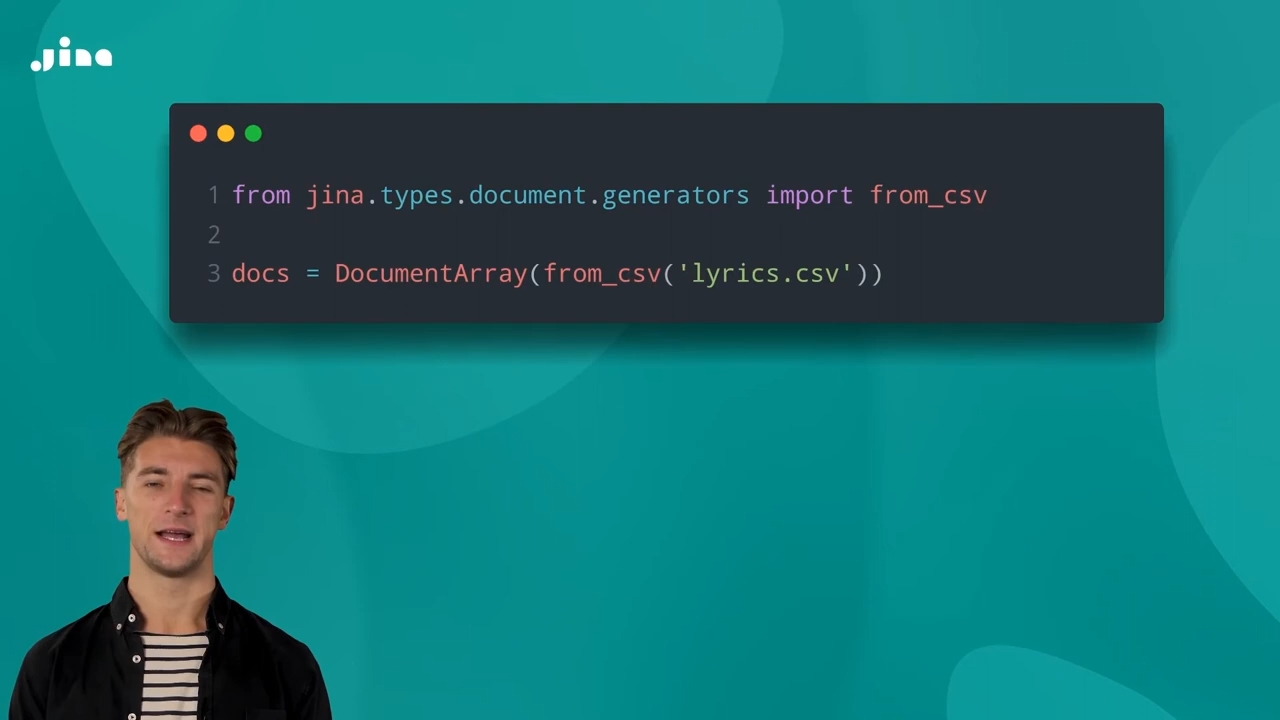 jina
1 from jina.types.document.generators import from_csv
2
3 docs = DocumentArray(from_csv('lyrics.csv'))